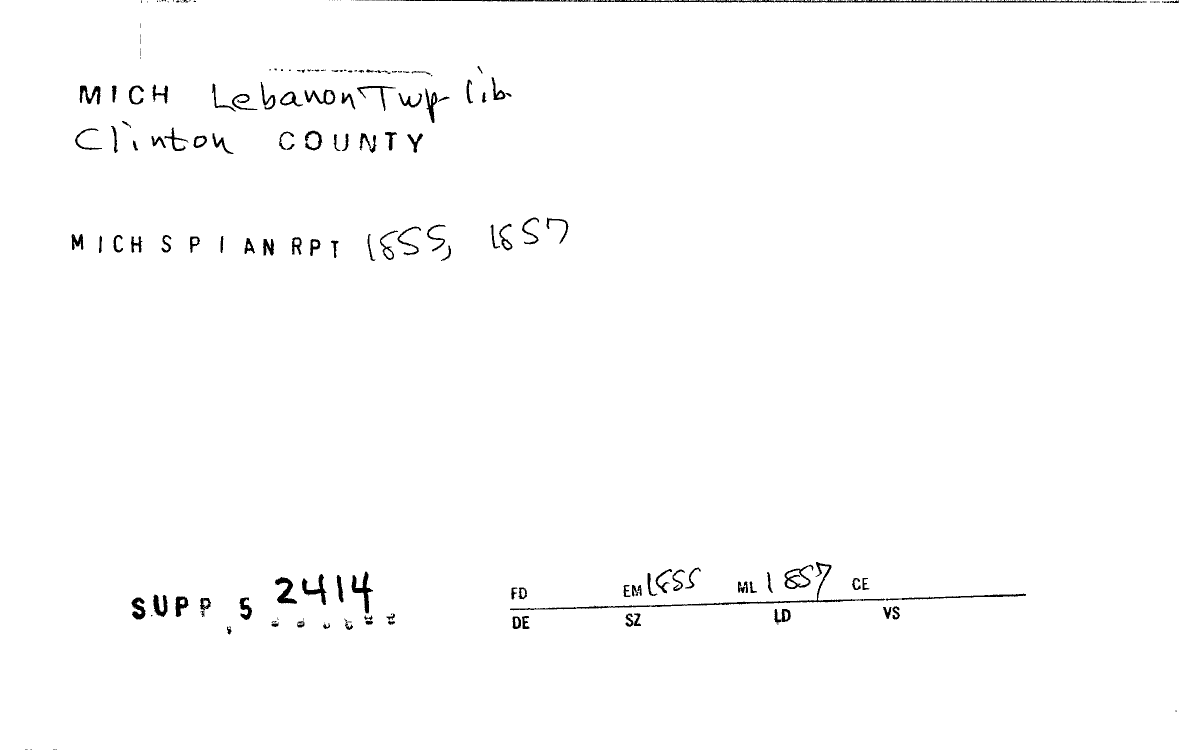 MICH Lebanon Twp lib
Clinton COUNTY
MICH S P I AN RPT 1855, 1857
SUPP 5 2414
FD EM 1855 ML 1857 CE
DE SZ LD VS